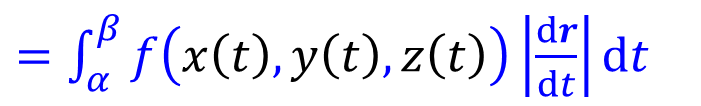 = ∫_α^β f(x(t), y(t), z(t)) |dr/dt| dt